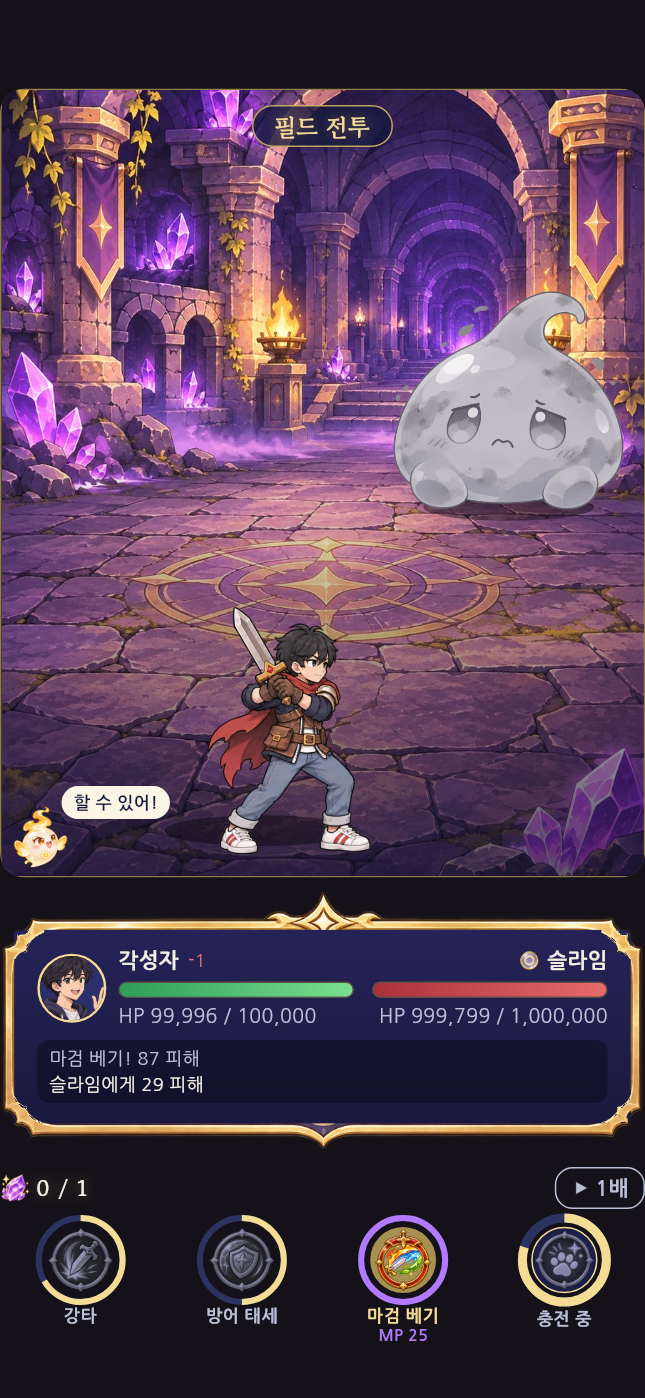 필드 전투
할 수 있어!
각성자 -1
슬라임
HP 99,996 / 100,000
HP 999,799 / 1,000,000
마검 베기! 87 피해
슬라임에게 29 피해
0 / 1
1배
강타
방어 태세
마검 베기
MP 25
충전 중